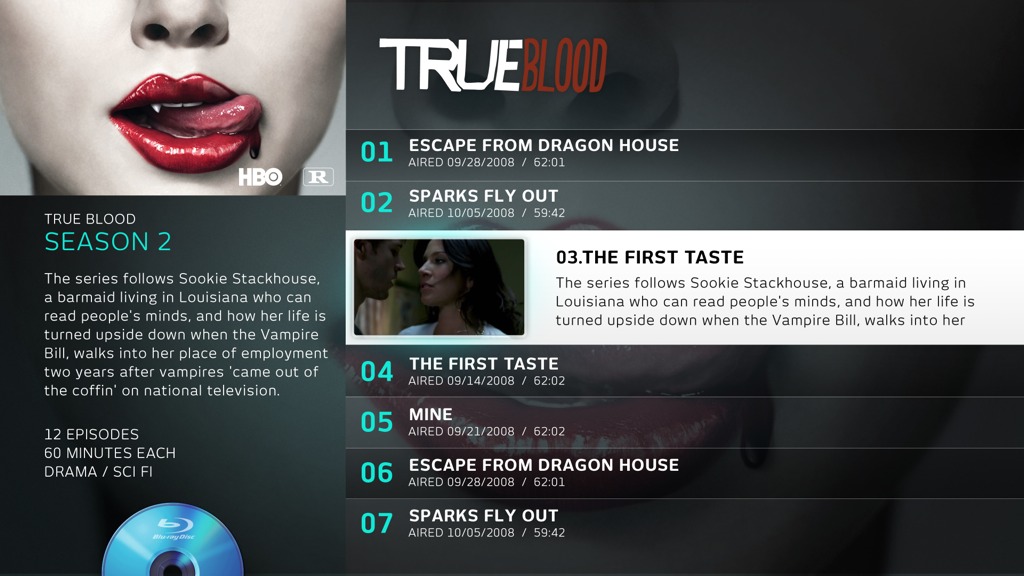 HBO R
TRUE BLOOD
SEASON 2
The series follows Sookie Stackhouse,
a barmaid living in Louisiana who can
read people's minds, and how her life is
turned upside down when the Vampire
Bill, walks into her place of employment
two years after vampires 'came out of
the coffin' on national television.
12 EPISODES
60 MINUTES EACH
DRAMA / SCI FI
Blu-ray Disc
TRUEBLOOD
01 ESCAPE FROM DRAGON HOUSE
AIRED 09/28/2008 / 62:01
02 SPARKS FLY OUT
AIRED 10/05/2008 / 59:42
03.THE FIRST TASTE
The series follows Sookie Stackhouse, a barmaid living in
Louisiana who can read people's minds, and how her life is
turned upside down when the Vampire Bill, walks into her
04 THE FIRST TASTE
AIRED 09/14/2008 / 62:02
05 MINE
AIRED 09/21/2008 / 62:02
06 ESCAPE FROM DRAGON HOUSE
AIRED 09/28/2008 / 62:01
07 SPARKS FLY OUT
AIRED 10/05/2008 / 59:42